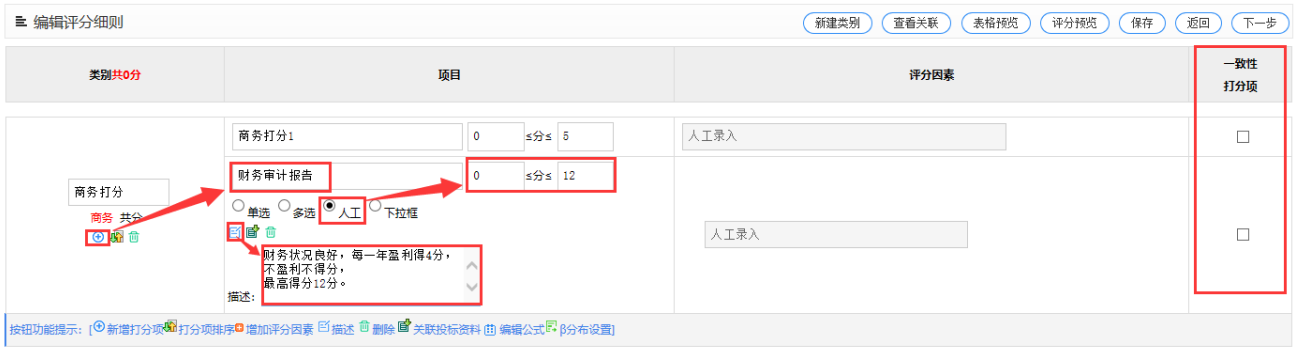 编辑评分细则
新建类别 查看关联 表格预览 评分预览 保存 返回 下一步
类别共0分 项目 评分因素 一致性
打分项
商务打分1 0 ≤分≤ 5 人工录入
商务打分
商务 共分
财务审计报告 0 ≤分≤ 12
单选 多选 人工 下拉框
人工录入
财务状况良好，每一年盈利得4分，
不盈利不得分，
最高得分12分。
描述：
按钮功能提示：[新增打分项 打分项排序 增加评分因素 描述 删除 关联投标资料 编辑公式 β分布设置]